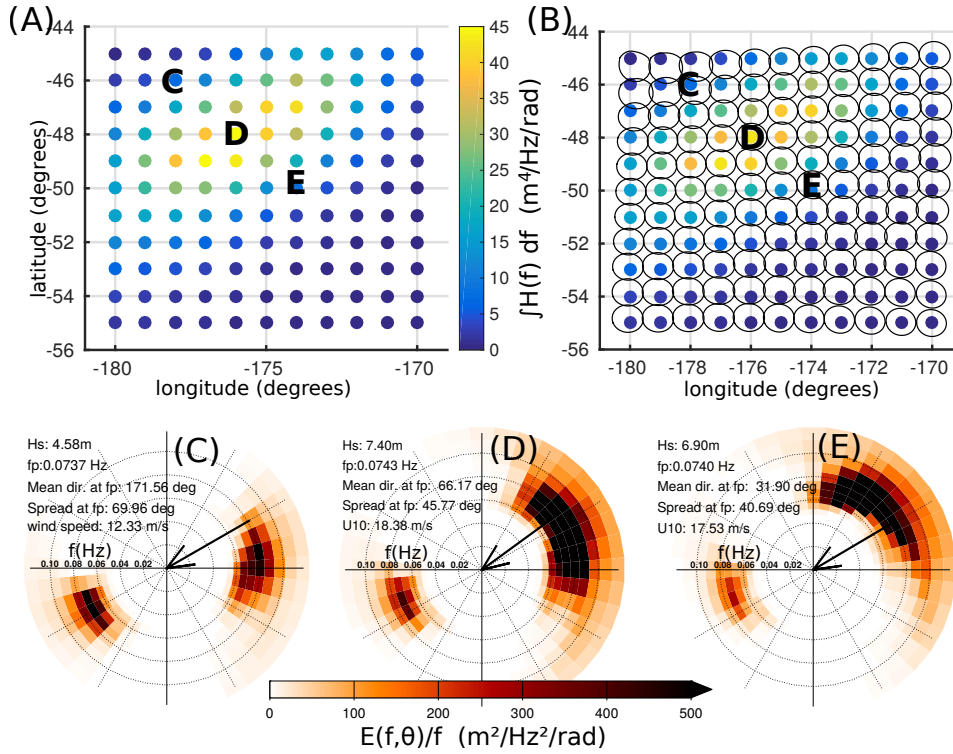 (A)
(B)
-44
-46
-48
-50
-52
-54
-56
latitude (degrees)
C
D
E
-180
-175
-170
longitude (degrees)
45
40
35
30
25
20
15
10
5
0
∫H(f) df (m⁴/Hz/rad)
-44
-46
-48
-50
-52
-54
-56
C
D
E
-180
-178
-176
-174
-172
-170
longitude (degrees)
(C)
Hs: 4.58m
fp:0.0737 Hz
Mean dir. at fp: 171.56 deg
Spread at fp: 69.96 deg
wind speed: 12.33 m/s
f(Hz)
0.10 0.08 0.06 0.04 0.02
(D)
Hs: 7.40m
fp:0.0743 Hz
Mean dir. at fp: 66.17 deg
Spread at fp: 45.77 deg
U10: 18.38 m/s
f(Hz)
0.10 0.08 0.06 0.04 0.02
(E)
Hs: 6.90m
fp:0.0740 Hz
Mean dir. at fp: 31.90 deg
Spread at fp: 40.69 deg
U10: 17.53 m/s
f(Hz)
0.10 0.08 0.06 0.04 0.02
0 100 200 300 400 500
E(f,θ)/f (m²/Hz²/rad)